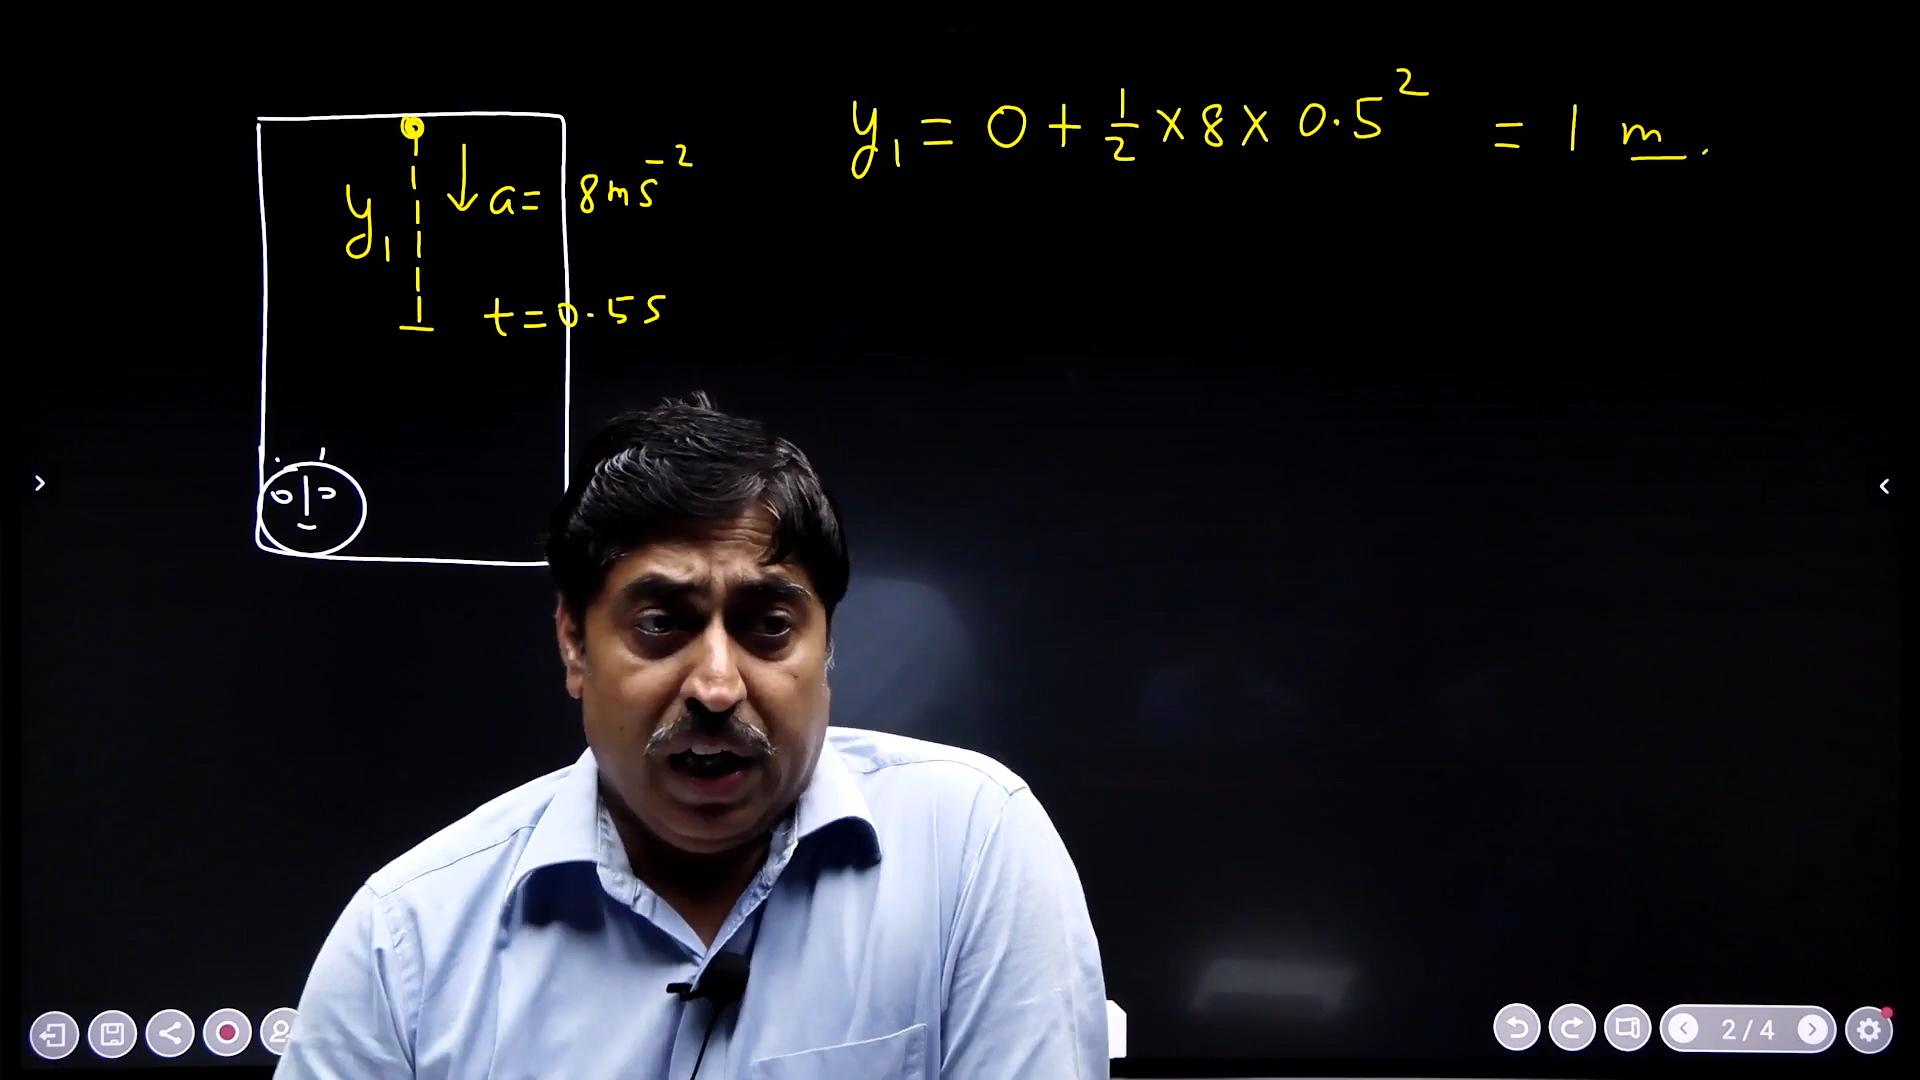 y₁ = 0 + 1/2 × 8 × 0.5² = 1 m.
a = 8 ms⁻²
y₁
t = 0.5 s
2/4